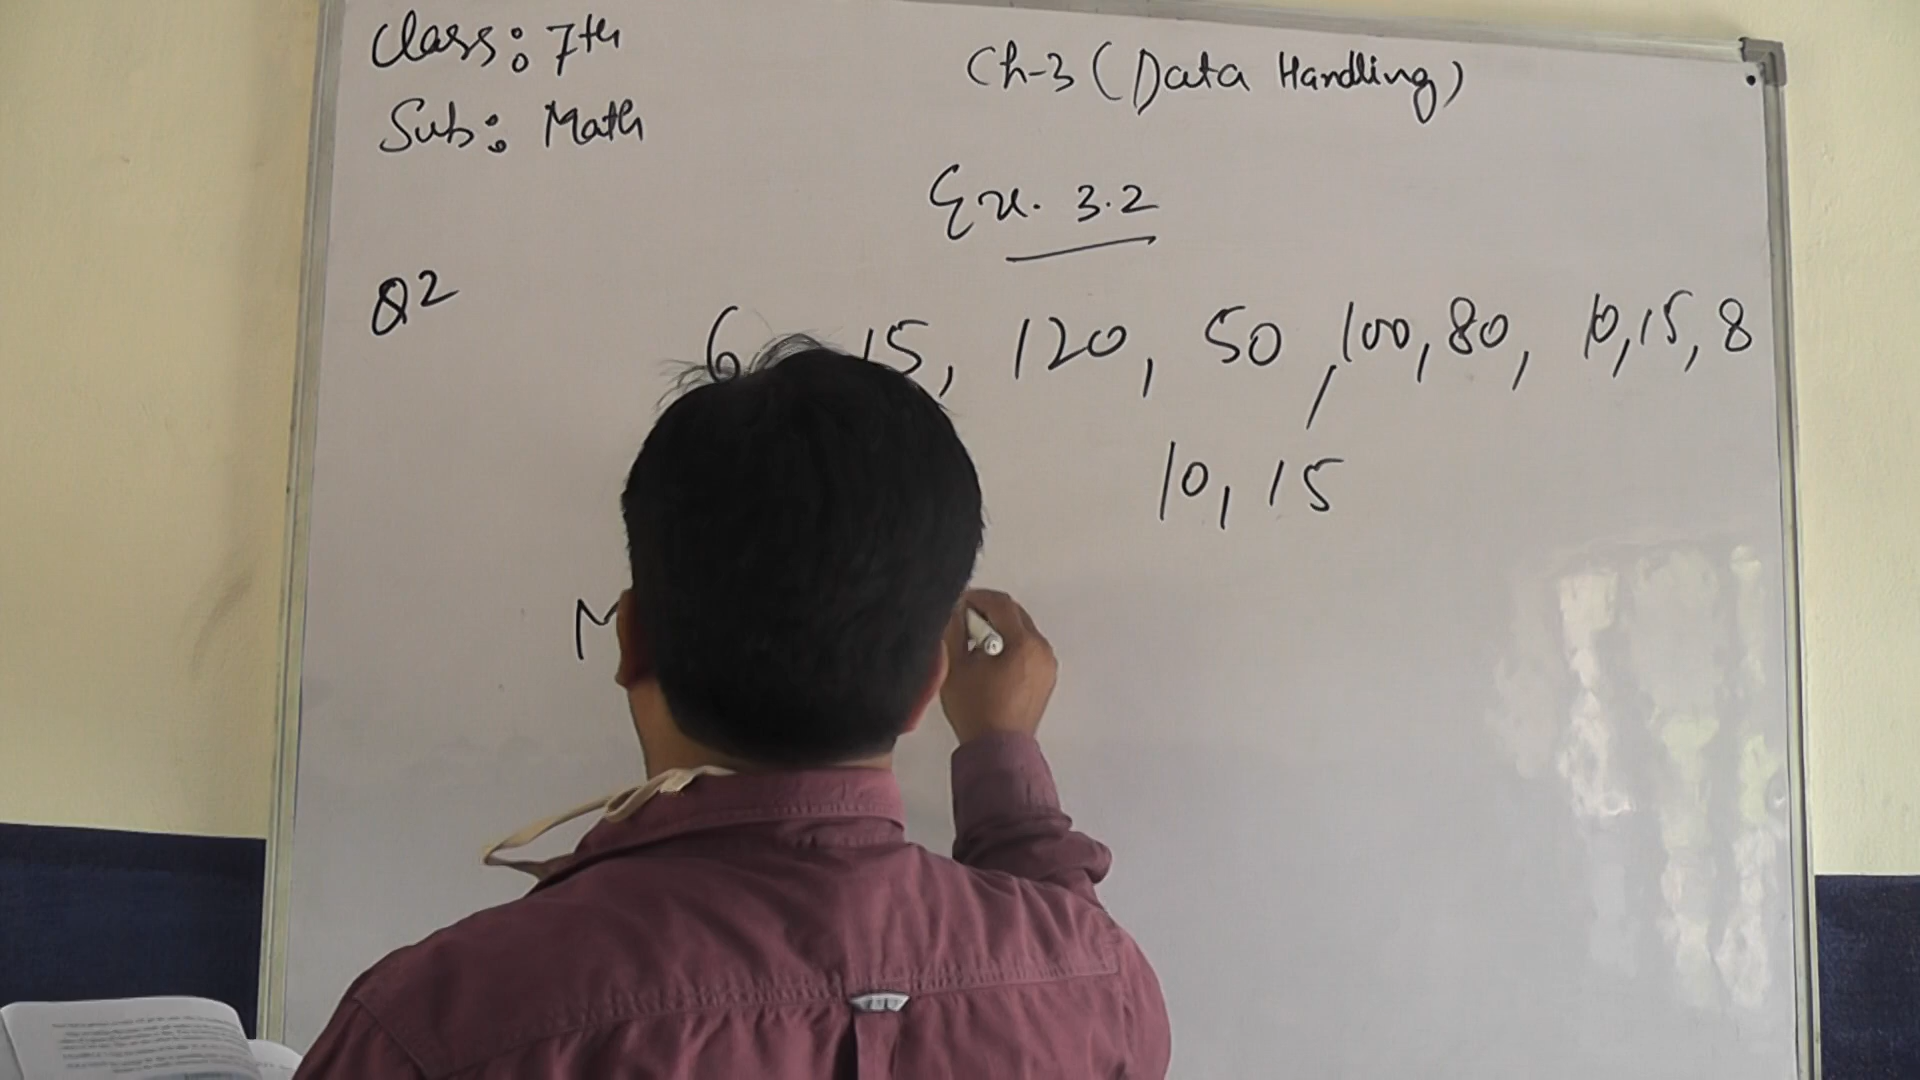 Class: 7th
Ch-3 (Data Handling)
Sub: Math
Ex. 3.2
Q2
6 15, 120, 50, 100, 80, 10, 15, 8
10, 15
M